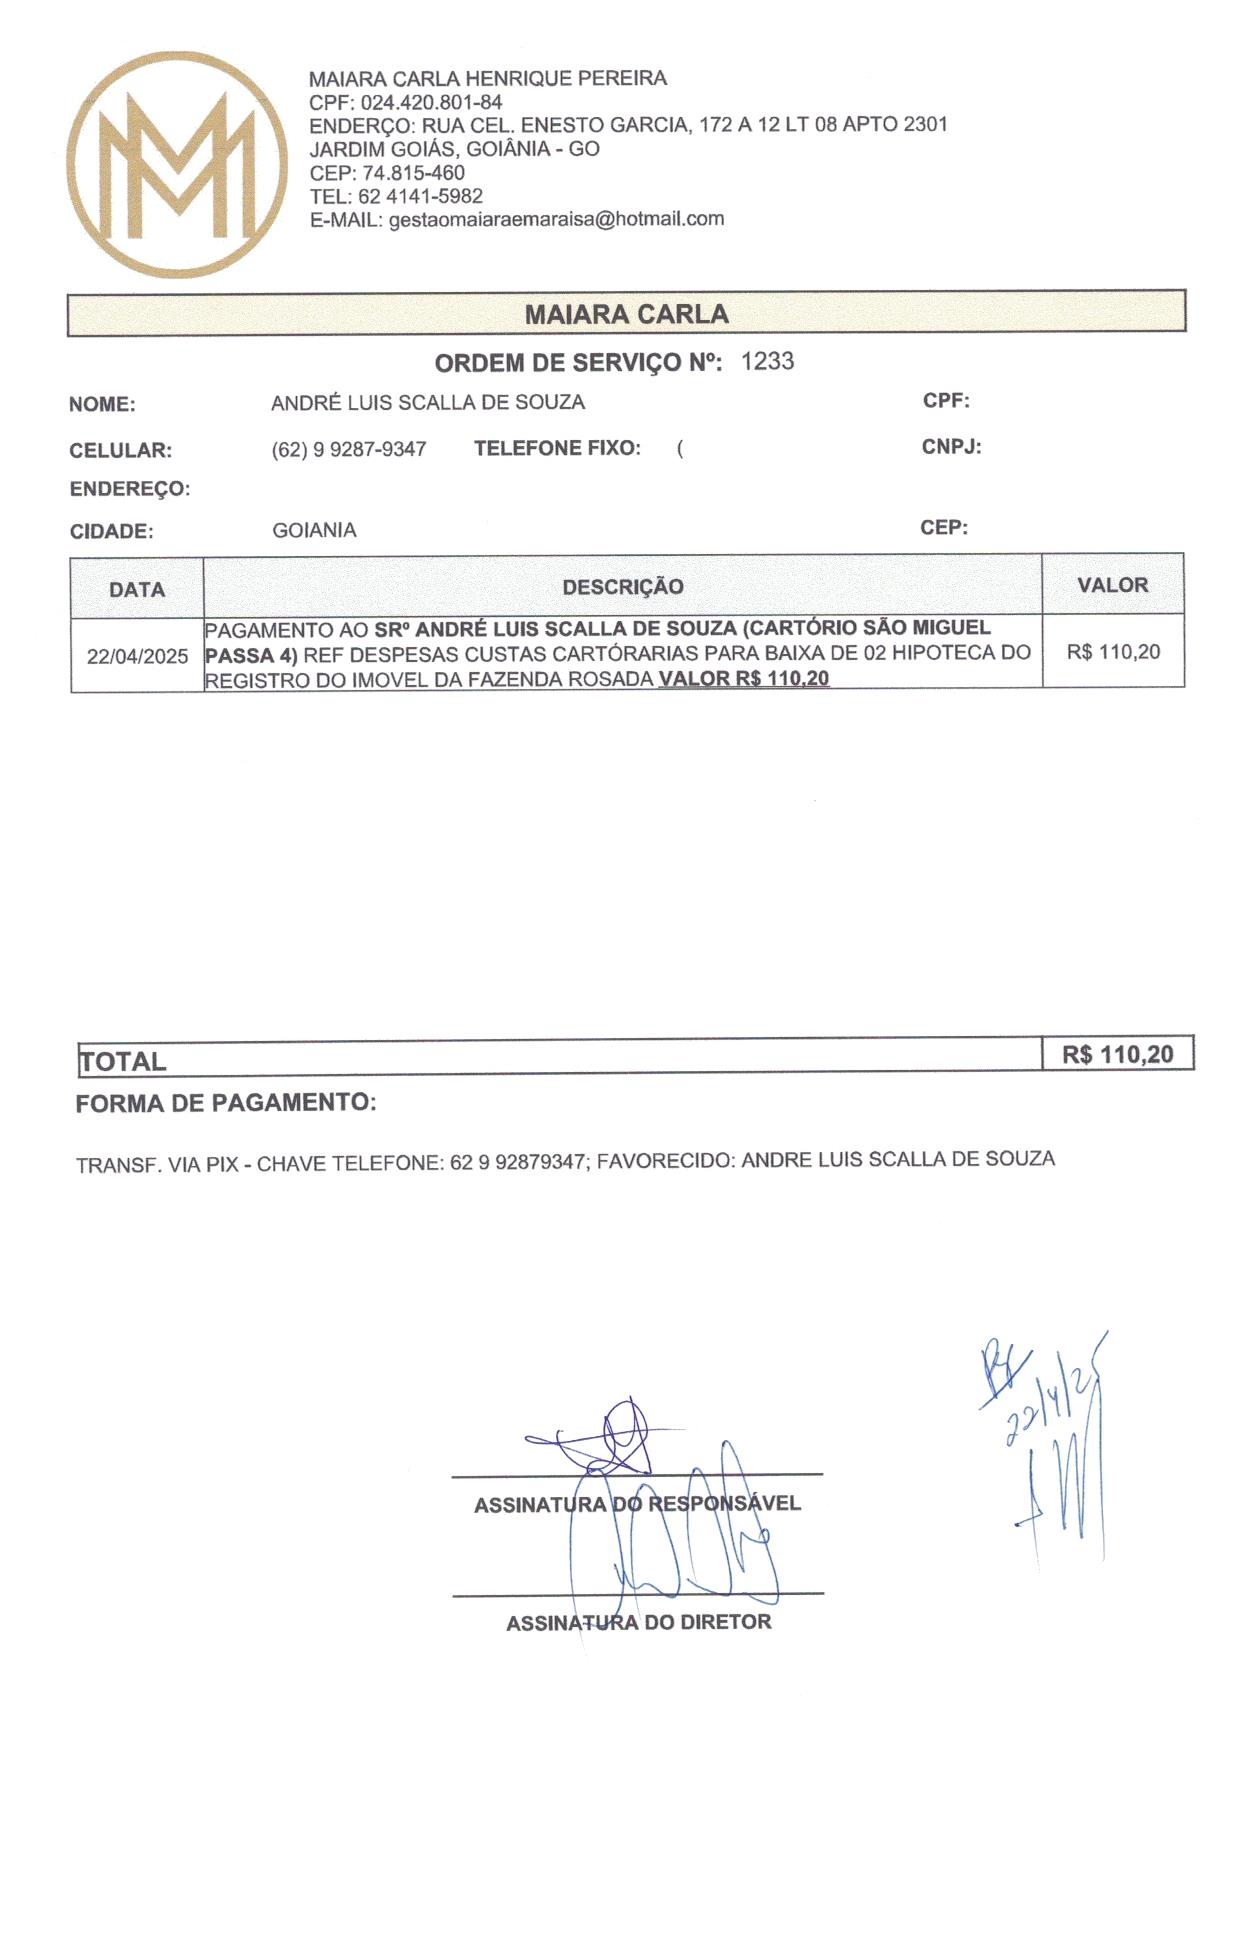 MAIARA CARLA HENRIQUE PEREIRA
CPF: 024.420.801-84
ENDERÇO: RUA CEL. ENESTO GARCIA, 172 A 12 LT 08 APTO 2301
JARDIM GOIÁS, GOIÂNIA - GO
CEP: 74.815-460
TEL: 62 4141-5982
E-MAIL: gestaomaiaraemaraisa@hotmail.com
MAIARA CARLA
ORDEM DE SERVIÇO Nº: 1233
NOME: ANDRÉ LUIS SCALLA DE SOUZA CPF:
CELULAR: (62) 9 9287-9347 TELEFONE FIXO: ( CNPJ:
ENDEREÇO:
CIDADE: GOIANIA CEP:
DATA DESCRIÇÃO VALOR
PAGAMENTO AO SRº ANDRÉ LUIS SCALLA DE SOUZA (CARTÓRIO SÃO MIGUEL
22/04/2025 PASSA 4) REF DESPESAS CUSTAS CARTÓRARIAS PARA BAIXA DE 02 HIPOTECA DO R$ 110,20
REGISTRO DO IMOVEL DA FAZENDA ROSADA VALOR R$ 110,20
TOTAL R$ 110,20
FORMA DE PAGAMENTO:
TRANSF. VIA PIX - CHAVE TELEFONE: 62 9 92879347; FAVORECIDO: ANDRE LUIS SCALLA DE SOUZA
22/4/25
ASSINATURA DO RESPONSÁVEL
ASSINATURA DO DIRETOR